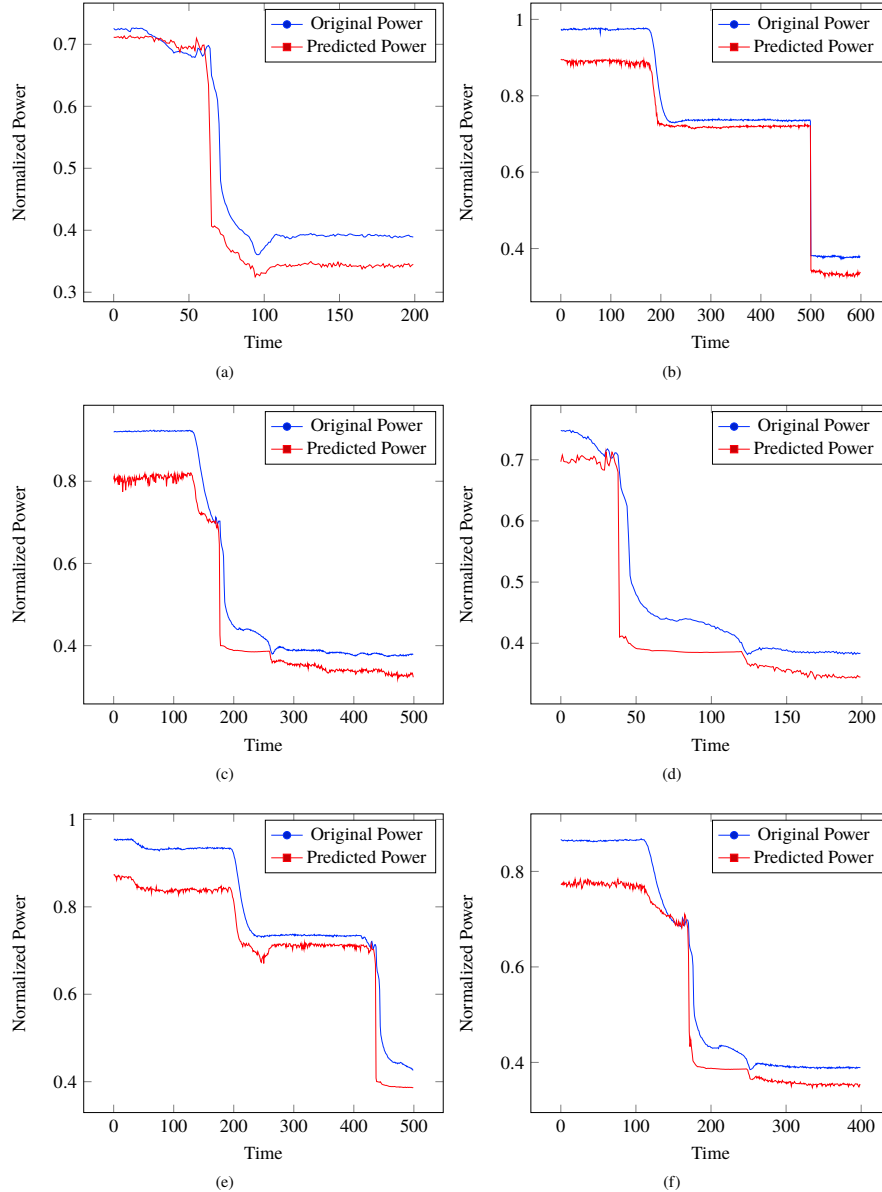 Original Power
Predicted Power
0.7
0.6
0.5
0.4
0.3
Normalized Power
0 50 100 150 200
Time
(a)
Original Power
Predicted Power
1
0.8
0.6
0.4
Normalized Power
0 100 200 300 400 500 600
Time
(b)
Original Power
Predicted Power
0.8
0.6
0.4
Normalized Power
0 100 200 300 400 500
Time
(c)
Original Power
Predicted Power
0.7
0.6
0.5
0.4
Normalized Power
0 50 100 150 200
Time
(d)
Original Power
Predicted Power
1
0.8
0.6
0.4
Normalized Power
0 100 200 300 400 500
Time
(e)
Original Power
Predicted Power
0.8
0.6
0.4
Normalized Power
0 100 200 300 400
Time
(f)